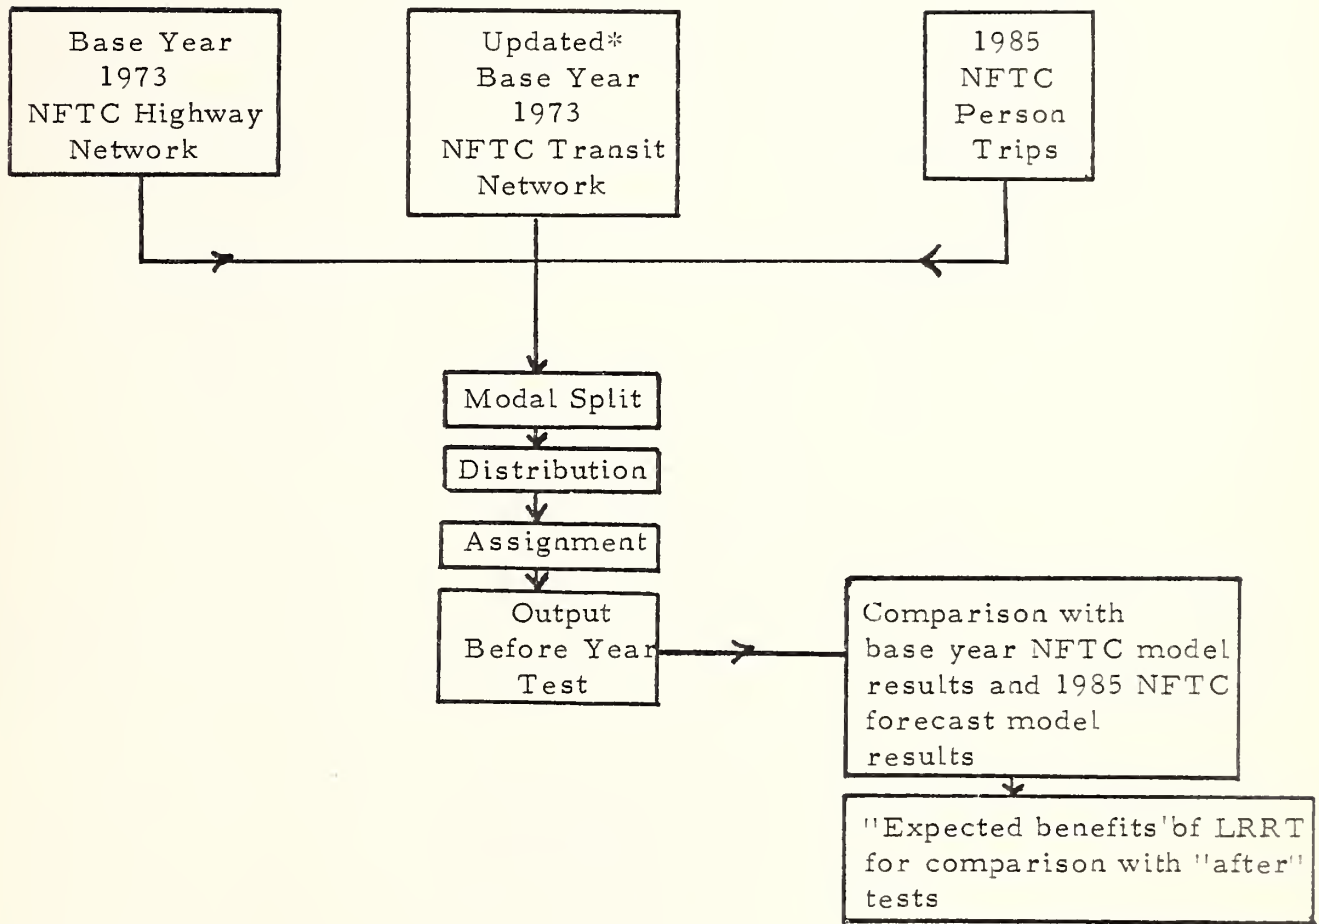 Base Year
1973
NFTC Highway
Network
Updated*
Base Year
1973
NFTC Transit
Network
1985
NFTC
Person
Trips
Modal Split
Distribution
Assignment
Output
Before Year
Test
Comparison with
base year NFTC model
results and 1985 NFTC
forecast model
results
"Expected benefits'of LRRT
for comparison with "after"
tests